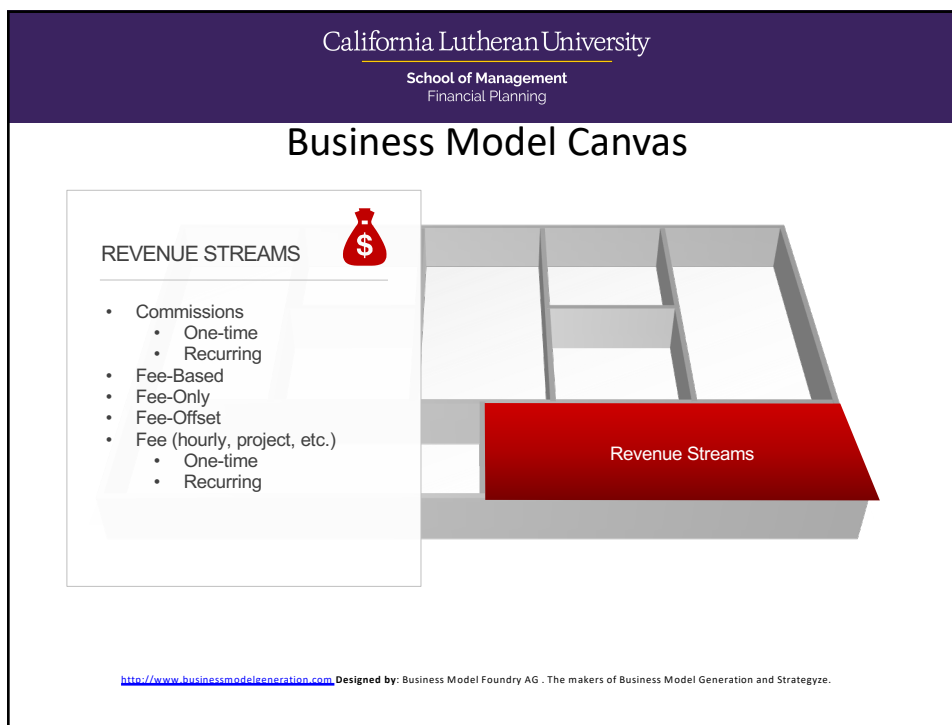 California Lutheran University
School of Management
Financial Planning
Business Model Canvas
REVENUE STREAMS
$
• Commissions
• One-time
• Recurring
• Fee-Based
• Fee-Only
• Fee-Offset
• Fee (hourly, project, etc.)
• One-time
• Recurring
Revenue Streams
http://www.businessmodelgeneration.com Designed by: Business Model Foundry AG . The makers of Business Model Generation and Strategyze.